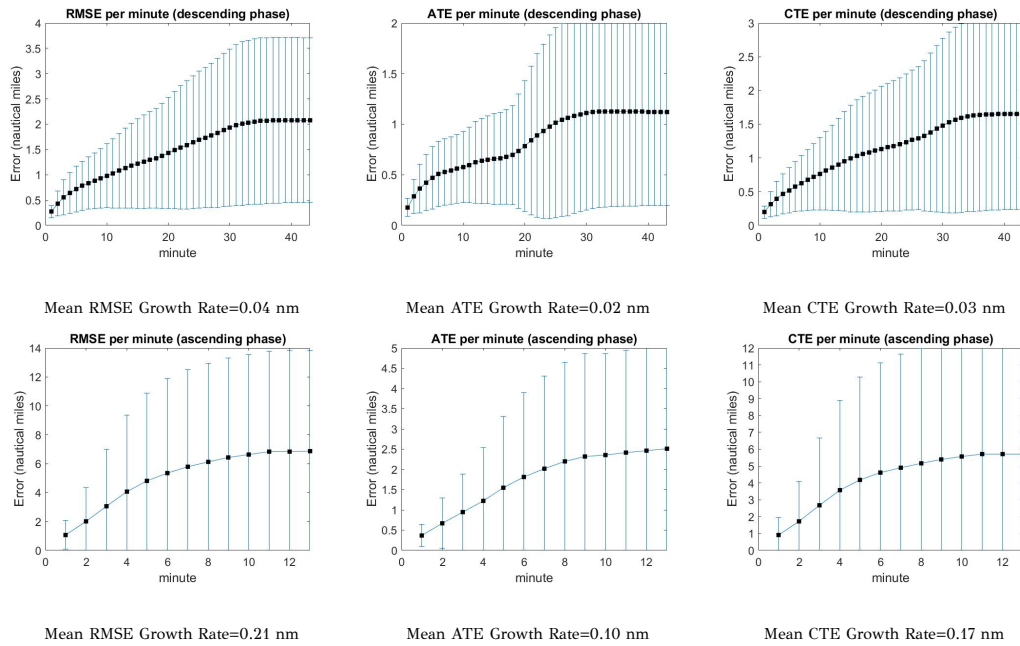 RMSE per minute (descending phase)
4
3.5
3
2.5
2
1.5
1
0.5
0
Error (nautical miles)
0 10 20 30 40
minute
Mean RMSE Growth Rate=0.04 nm
ATE per minute (descending phase)
2
1.5
1
0.5
0
Error (nautical miles)
0 10 20 30 40
minute
Mean ATE Growth Rate=0.02 nm
CTE per minute (descending phase)
3
2.5
2
1.5
1
0.5
0
Error (nautical miles)
0 10 20 30 40
minute
Mean CTE Growth Rate=0.03 nm
RMSE per minute (ascending phase)
14
12
10
8
6
4
2
0
Error (nautical miles)
0 2 4 6 8 10 12
minute
Mean RMSE Growth Rate=0.21 nm
ATE per minute (ascending phase)
5
4.5
4
3.5
3
2.5
2
1.5
1
0.5
0
Error (nautical miles)
0 2 4 6 8 10 12
minute
Mean ATE Growth Rate=0.10 nm
CTE per minute (ascending phase)
12
11
10
9
8
7
6
5
4
3
2
1
0
Error (nautical miles)
0 2 4 6 8 10 12
minute
Mean CTE Growth Rate=0.17 nm